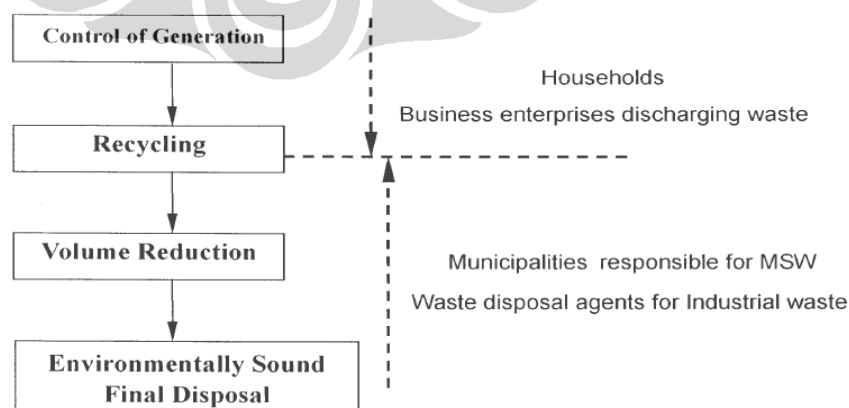 Control of Generation
Households
Business enterprises discharging waste
Recycling
Volume Reduction
Municipalities responsible for MSW
Waste disposal agents for Industrial waste
Environmentally Sound
Final Disposal